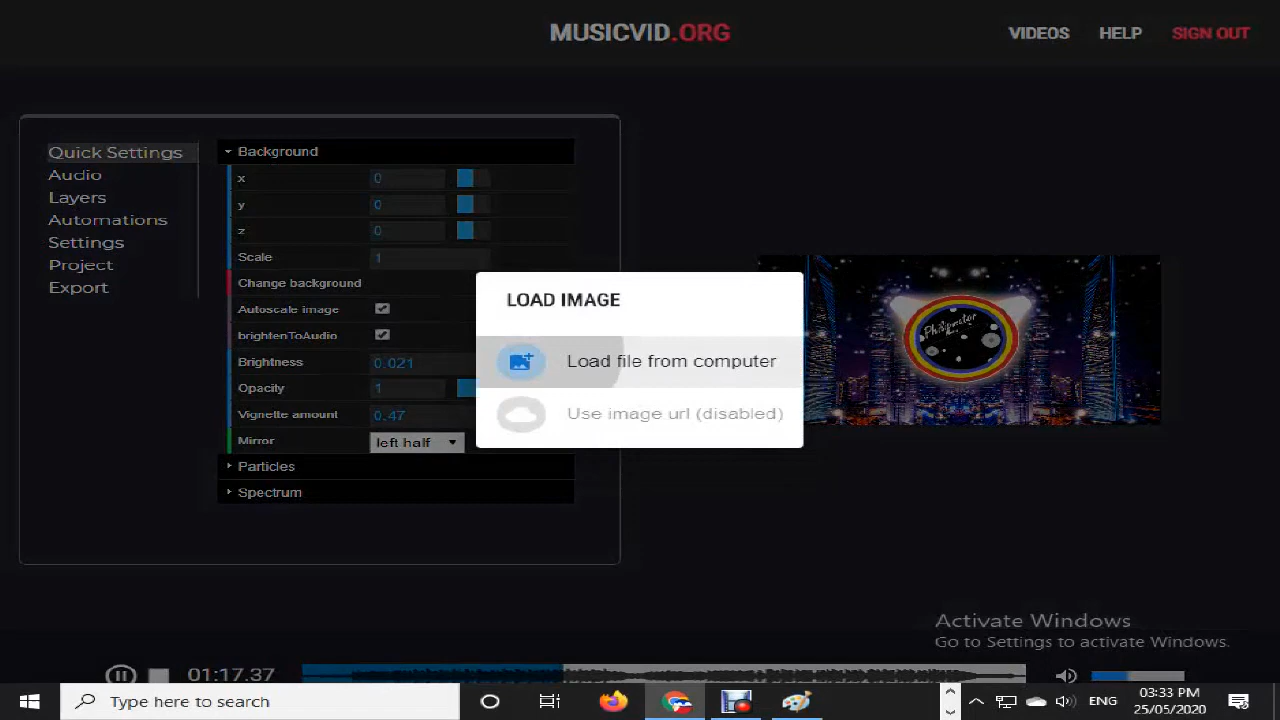 MUSICVID.ORG
VIDEOS HELP SIGN OUT
Quick Settings
Audio
Layers
Automations
Settings
Project
Export
Background
x 0
y 0
z 0
Scale 1
Change background
Autoscale image
brightenToAudio
Brightness 0.021
Opacity 1
Vignette amount 0.47
Mirror left half
Particles
Spectrum
LOAD IMAGE
Load file from computer
Use image url (disabled)
Activate Windows
Go to Settings to activate Windows.
01:17.37
Type here to search
ENG
03:33 PM
25/05/2020